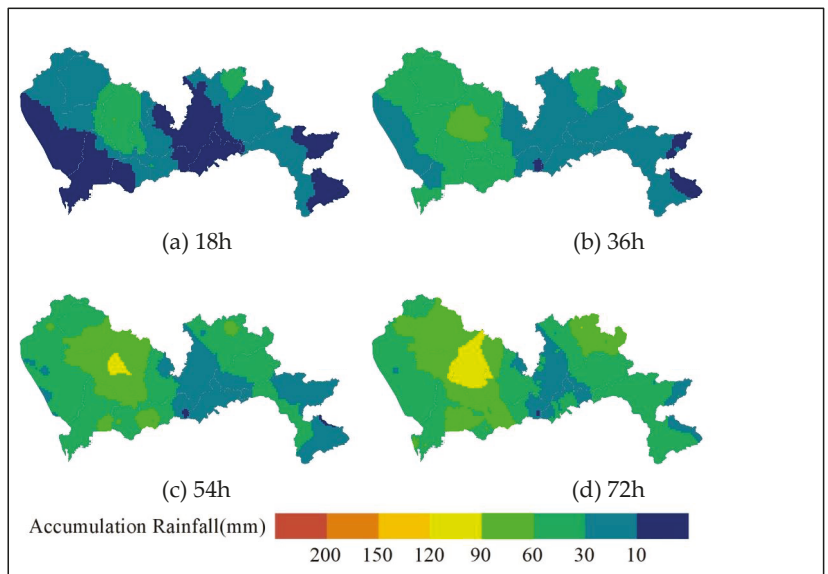 (a) 18h
(b) 36h
(c) 54h
(d) 72h
Accumulation Rainfall(mm)
200 150 120 90 60 30 10